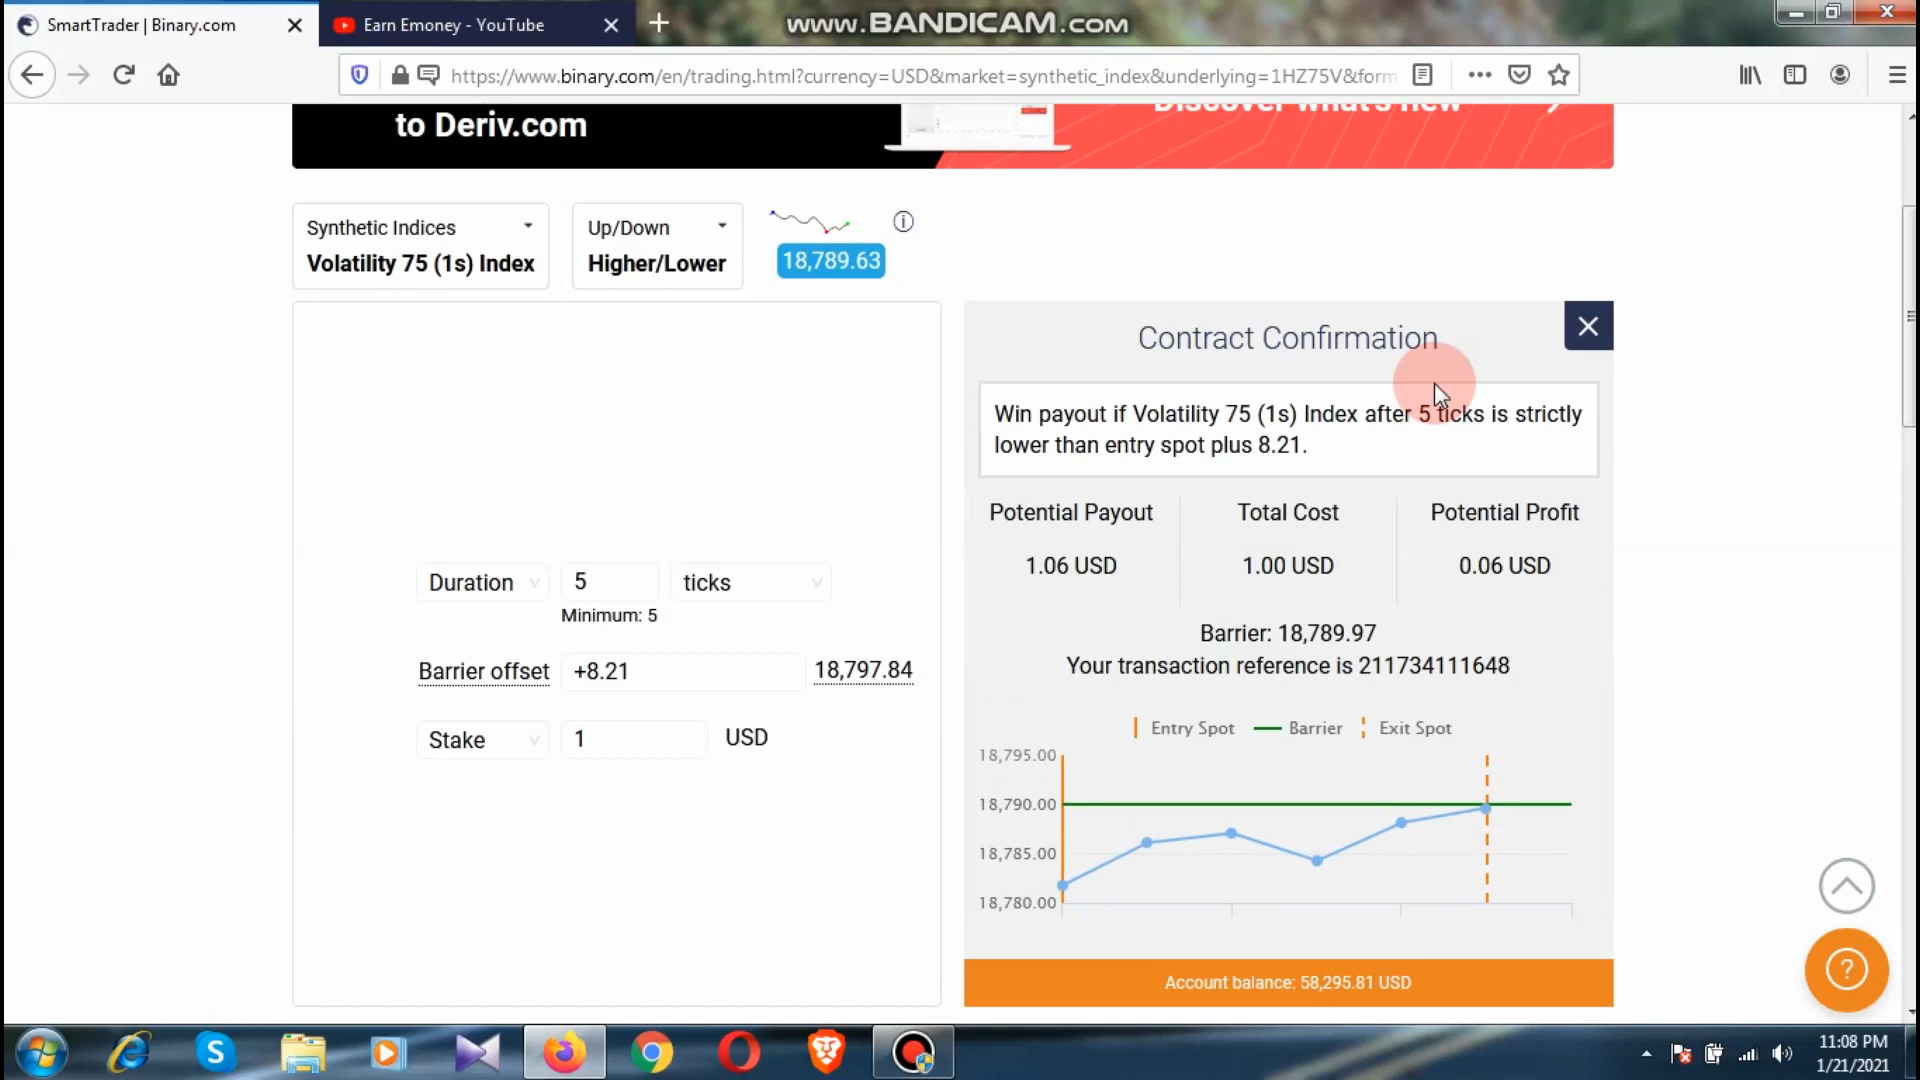 SmartTrader | Binary.com
Earn Emoney - YouTube
www.BANDICAM.com
https://www.binary.com/en/trading.html?currency=USD&market=synthetic_index&underlying=1HZ75V&form
to Deriv.com
Discover what's new
Synthetic Indices
Volatility 75 (1s) Index
Up/Down
Higher/Lower
18,789.63
Contract Confirmation
Win payout if Volatility 75 (1s) Index after 5 ticks is strictly
lower than entry spot plus 8.21.
Potential Payout
Total Cost
Potential Profit
1.06 USD
1.00 USD
0.06 USD
Barrier: 18,789.97
Your transaction reference is 211734111648
Duration
5
ticks
Minimum: 5
Barrier offset
+8.21
18,797.84
Stake
1
USD
Entry Spot
Barrier
Exit Spot
18,795.00
18,790.00
18,785.00
18,780.00
Account balance: 58,295.81 USD
11:08 PM
1/21/2021